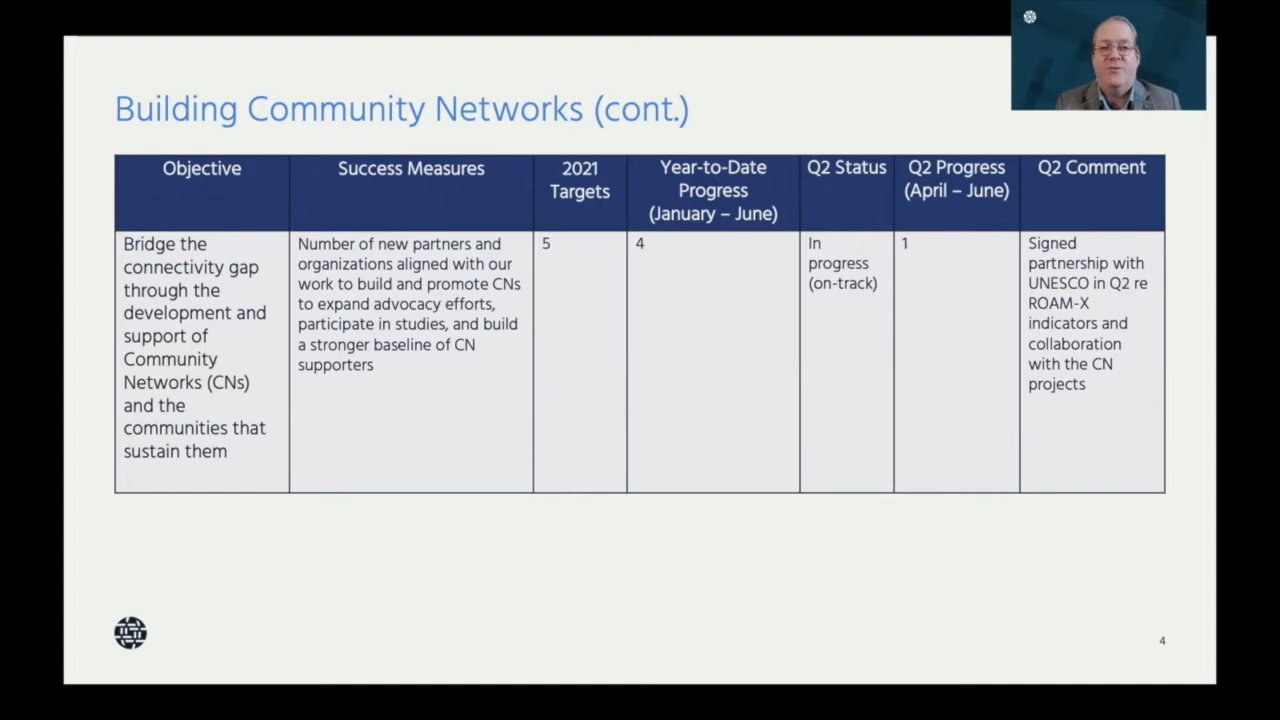 Building Community Networks (cont.)
Objective
Success Measures
2021
Targets
Year-to-Date
Progress
(January – June)
Q2 Status
Q2 Progress
(April – June)
Q2 Comment
Bridge the
connectivity gap
through the
development and
support of
Community
Networks (CNs)
and the
communities that
sustain them
Number of new partners and
organizations aligned with our
work to build and promote CNs
to expand advocacy efforts,
participate in studies, and build
a stronger baseline of CN
supporters
5
4
In
progress
(on-track)
1
Signed
partnership with
UNESCO in Q2 re
ROAM-X
indicators and
collaboration
with the CN
projects
4